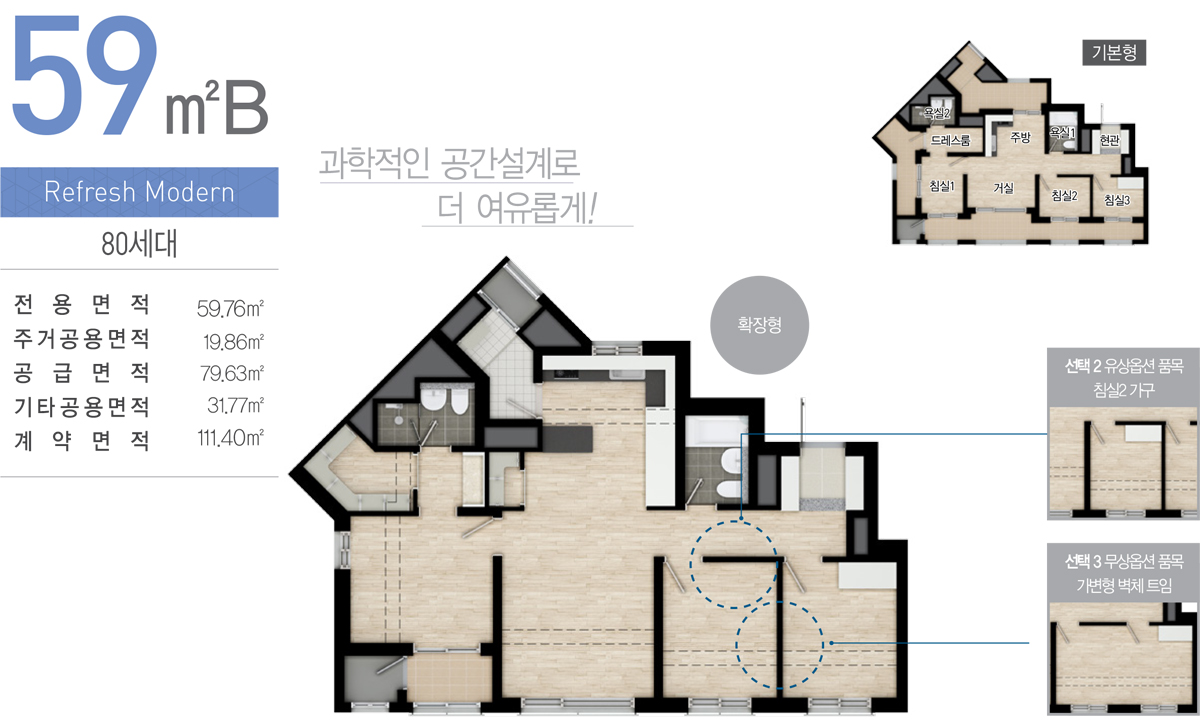 59㎡B
Refresh Modern
80세대
전용면적 59.76㎡
주거공용면적 19.86㎡
공급면적 79.63㎡
기타공용면적 31.77㎡
계약면적 111.40㎡
과학적인 공간설계로
더 여유롭게!
기본형
욕실2
드레스룸
주방
욕실1
현관
침실1
거실
침실2
침실3
확장형
선택 2 유상옵션 품목
침실2 가구
선택 3 무상옵션 품목
가변형 벽체 트임